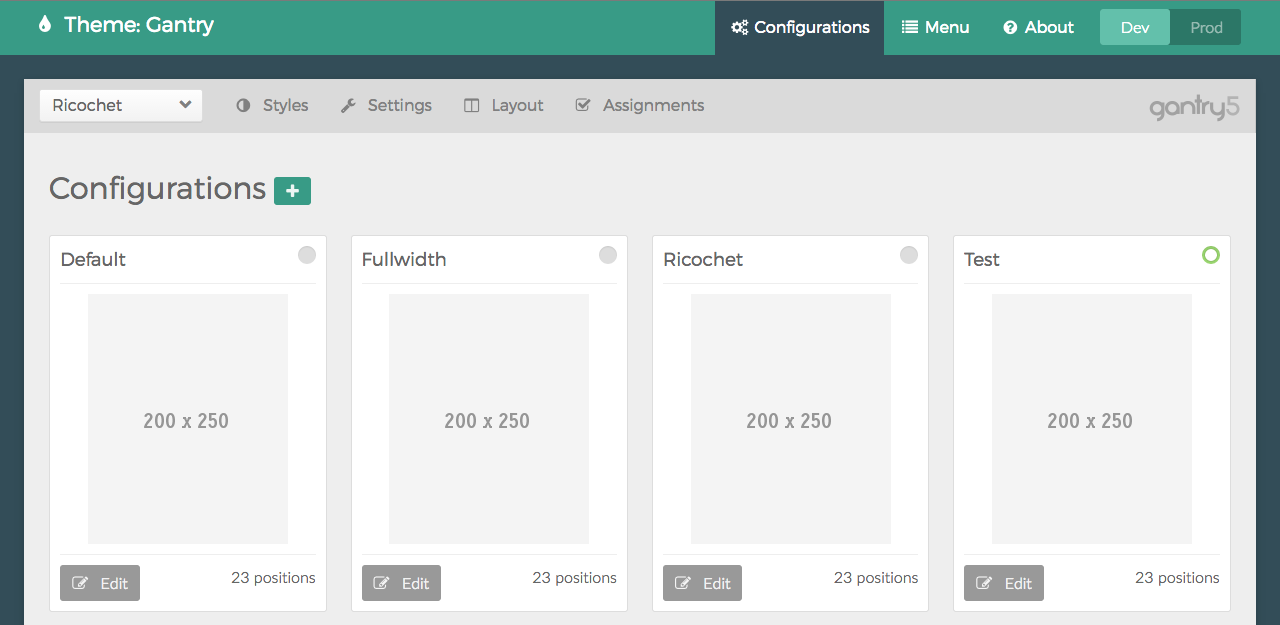 Theme: Gantry
Configurations
Menu
About
Dev
Prod
Ricochet
Styles
Settings
Layout
Assignments
gantry5
Configurations
Default
Fullwidth
Ricochet
Test
200 x 250
200 x 250
200 x 250
200 x 250
Edit
23 positions
Edit
23 positions
Edit
23 positions
Edit
23 positions